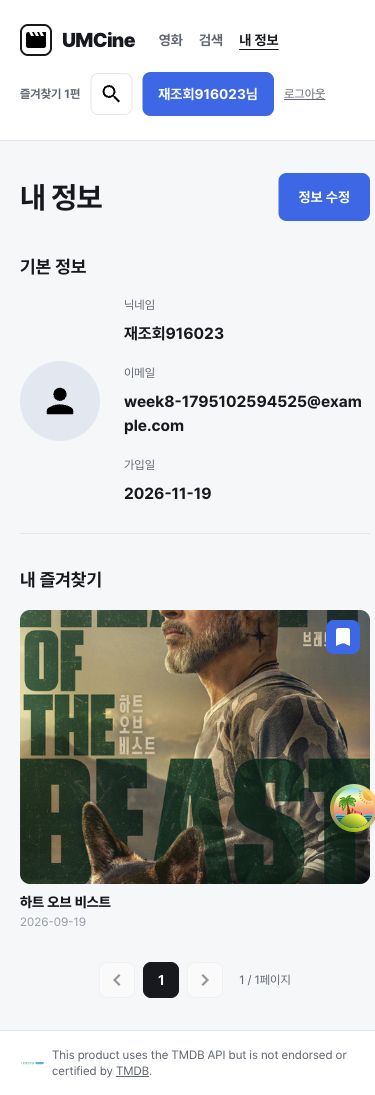 UMCine 영화 검색 내 정보
즐겨찾기 1편 재조회916023님 로그아웃
내 정보 정보 수정
기본 정보
닉네임
재조회916023
이메일
week8-1795102594525@exam
ple.com
가입일
2026-11-19
내 즐겨찾기
OF
THE
하트
오브
비스트
BEAST
하트 오브 비스트
2026-09-19
1 1 / 1페이지
This product uses the TMDB API but is not endorsed or
certified by TMDB.